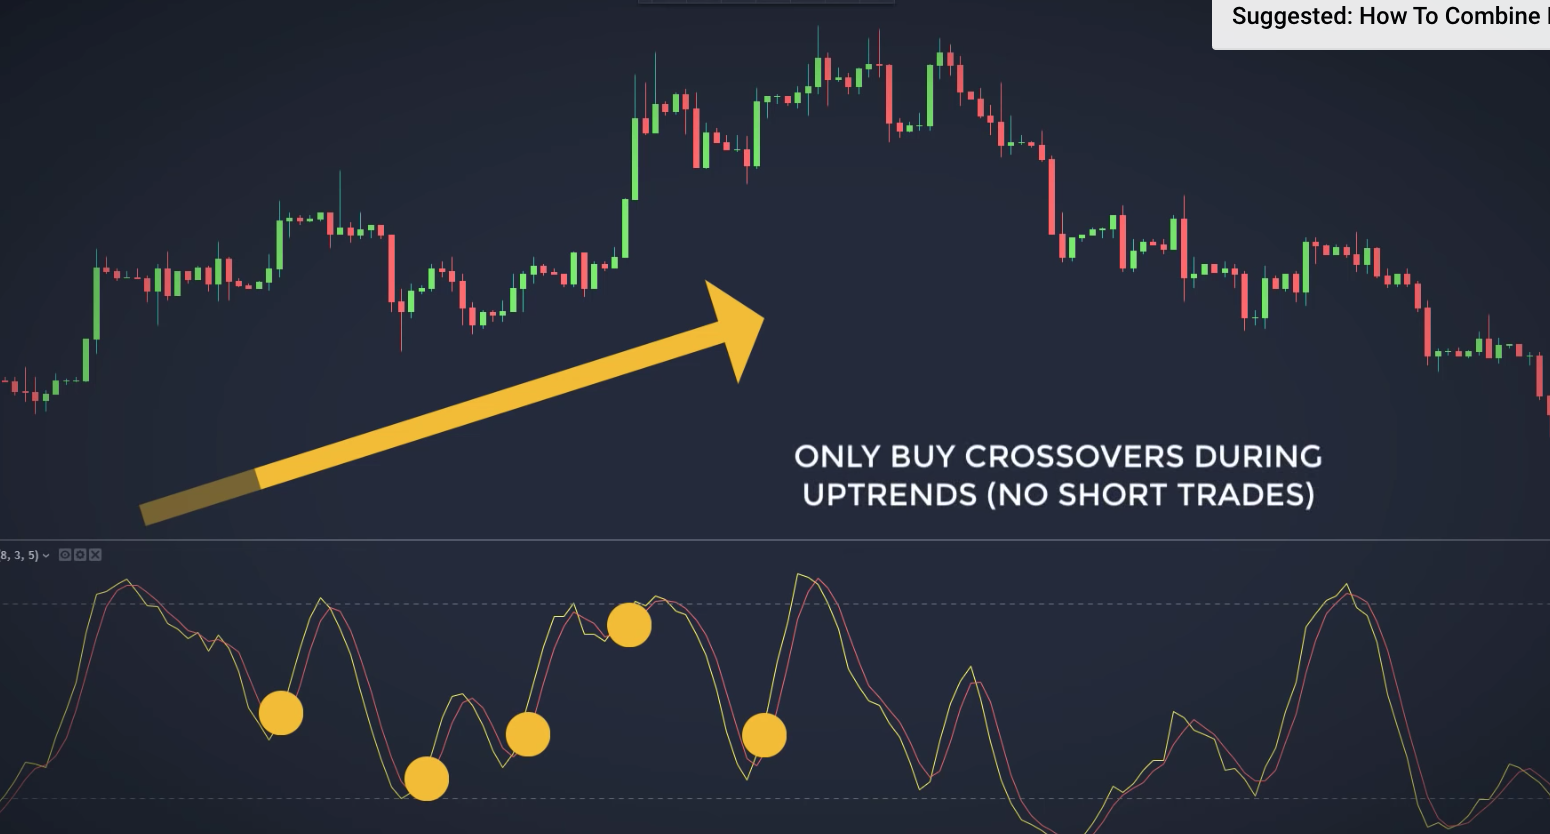 Suggested: How To Combine
ONLY BUY CROSSOVERS DURING
UPTRENDS (NO SHORT TRADES)
8, 3, 5)